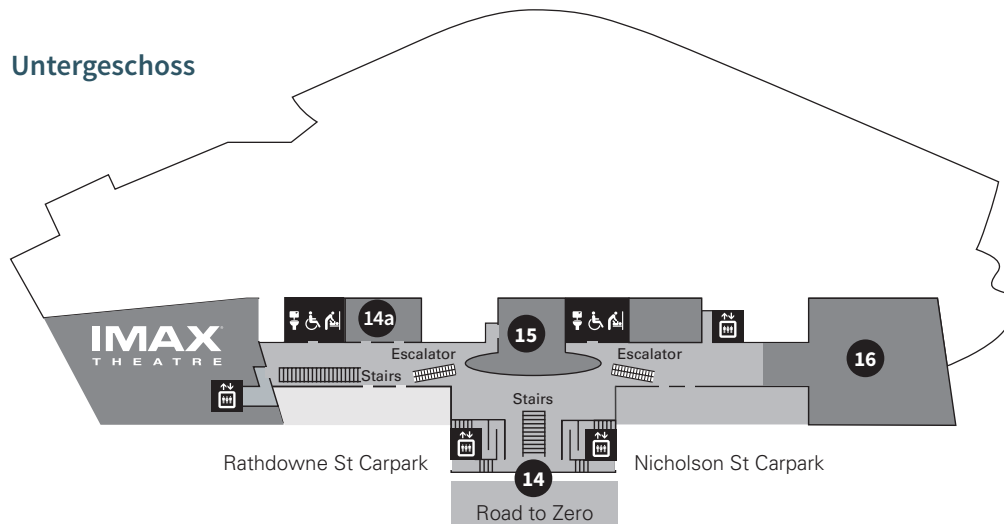 Untergeschoss
14a
IMAX
THEATRE
15
Escalator
Escalator
16
Stairs
Stairs
Rathdowne St Carpark
Nicholson St Carpark
14
Road to Zero